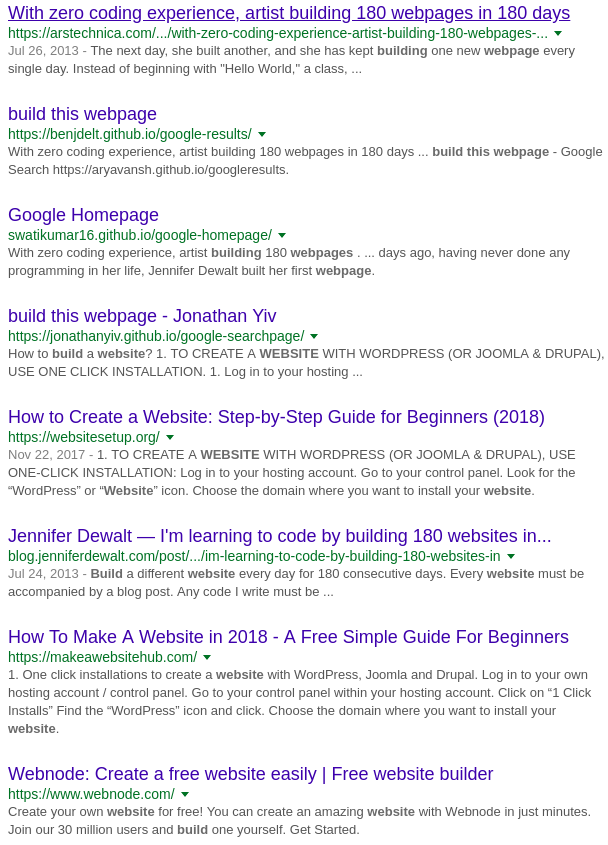 With zero coding experience, artist building 180 webpages in 180 days
https://arstechnica.com/.../with-zero-coding-experience-artist-building-180-webpages-...
Jul 26, 2013 - The next day, she built another, and she has kept building one new webpage every
single day. Instead of beginning with "Hello World," a class, ...
build this webpage
https://benjdelt.github.io/google-results/
With zero coding experience, artist building 180 webpages in 180 days ... build this webpage - Google
Search https://aryavansh.github.io/googleresults.
Google Homepage
swatikumar16.github.io/google-homepage/
With zero coding experience, artist building 180 webpages . ... days ago, having never done any
programming in her life, Jennifer Dewalt built her first webpage.
build this webpage - Jonathan Yiv
https://jonathanyiv.github.io/google-searchpage/
How to build a website? 1. TO CREATE A WEBSITE WITH WORDPRESS (OR JOOMLA & DRUPAL),
USE ONE CLICK INSTALLATION. 1. Log in to your hosting ...
How to Create a Website: Step-by-Step Guide for Beginners (2018)
https://websitesetup.org/
Nov 22, 2017 - 1. TO CREATE A WEBSITE WITH WORDPRESS (OR JOOMLA & DRUPAL), USE
ONE-CLICK INSTALLATION: Log in to your hosting account. Go to your control panel. Look for the
“WordPress” or “Website” icon. Choose the domain where you want to install your website.
Jennifer Dewalt — I'm learning to code by building 180 websites in...
blog.jenniferdewalt.com/post/.../im-learning-to-code-by-building-180-websites-in
Jul 24, 2013 - Build a different website every day for 180 consecutive days. Every website must be
accompanied by a blog post. Any code I write must be ...
How To Make A Website in 2018 - A Free Simple Guide For Beginners
https://makeawebsitehub.com/
1. One click installations to create a website with WordPress, Joomla and Drupal. Log in to your own
hosting account / control panel. Go to your control panel within your hosting account. Click on “1 Click
Installs” Find the “WordPress” icon and click. Choose the domain where you want to install your
website.
Webnode: Create a free website easily | Free website builder
https://www.webnode.com/
Create your own website for free! You can create an amazing website with Webnode in just minutes.
Join our 30 million users and build one yourself. Get Started.